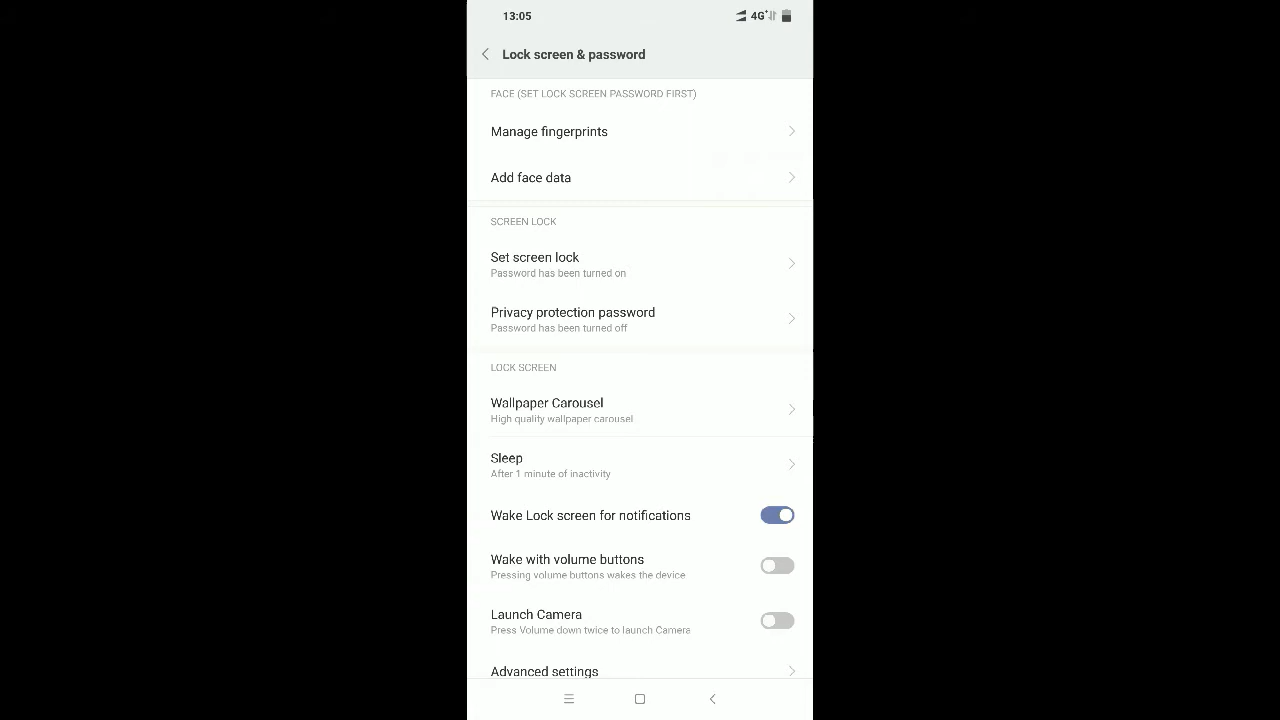 13:05
4G+
Lock screen & password
FACE (SET LOCK SCREEN PASSWORD FIRST)
Manage fingerprints
Add face data
SCREEN LOCK
Set screen lock
Password has been turned on
Privacy protection password
Password has been turned off
LOCK SCREEN
Wallpaper Carousel
High quality wallpaper carousel
Sleep
After 1 minute of inactivity
Wake Lock screen for notifications
Wake with volume buttons
Pressing volume buttons wakes the device
Launch Camera
Press Volume down twice to launch Camera
Advanced settings